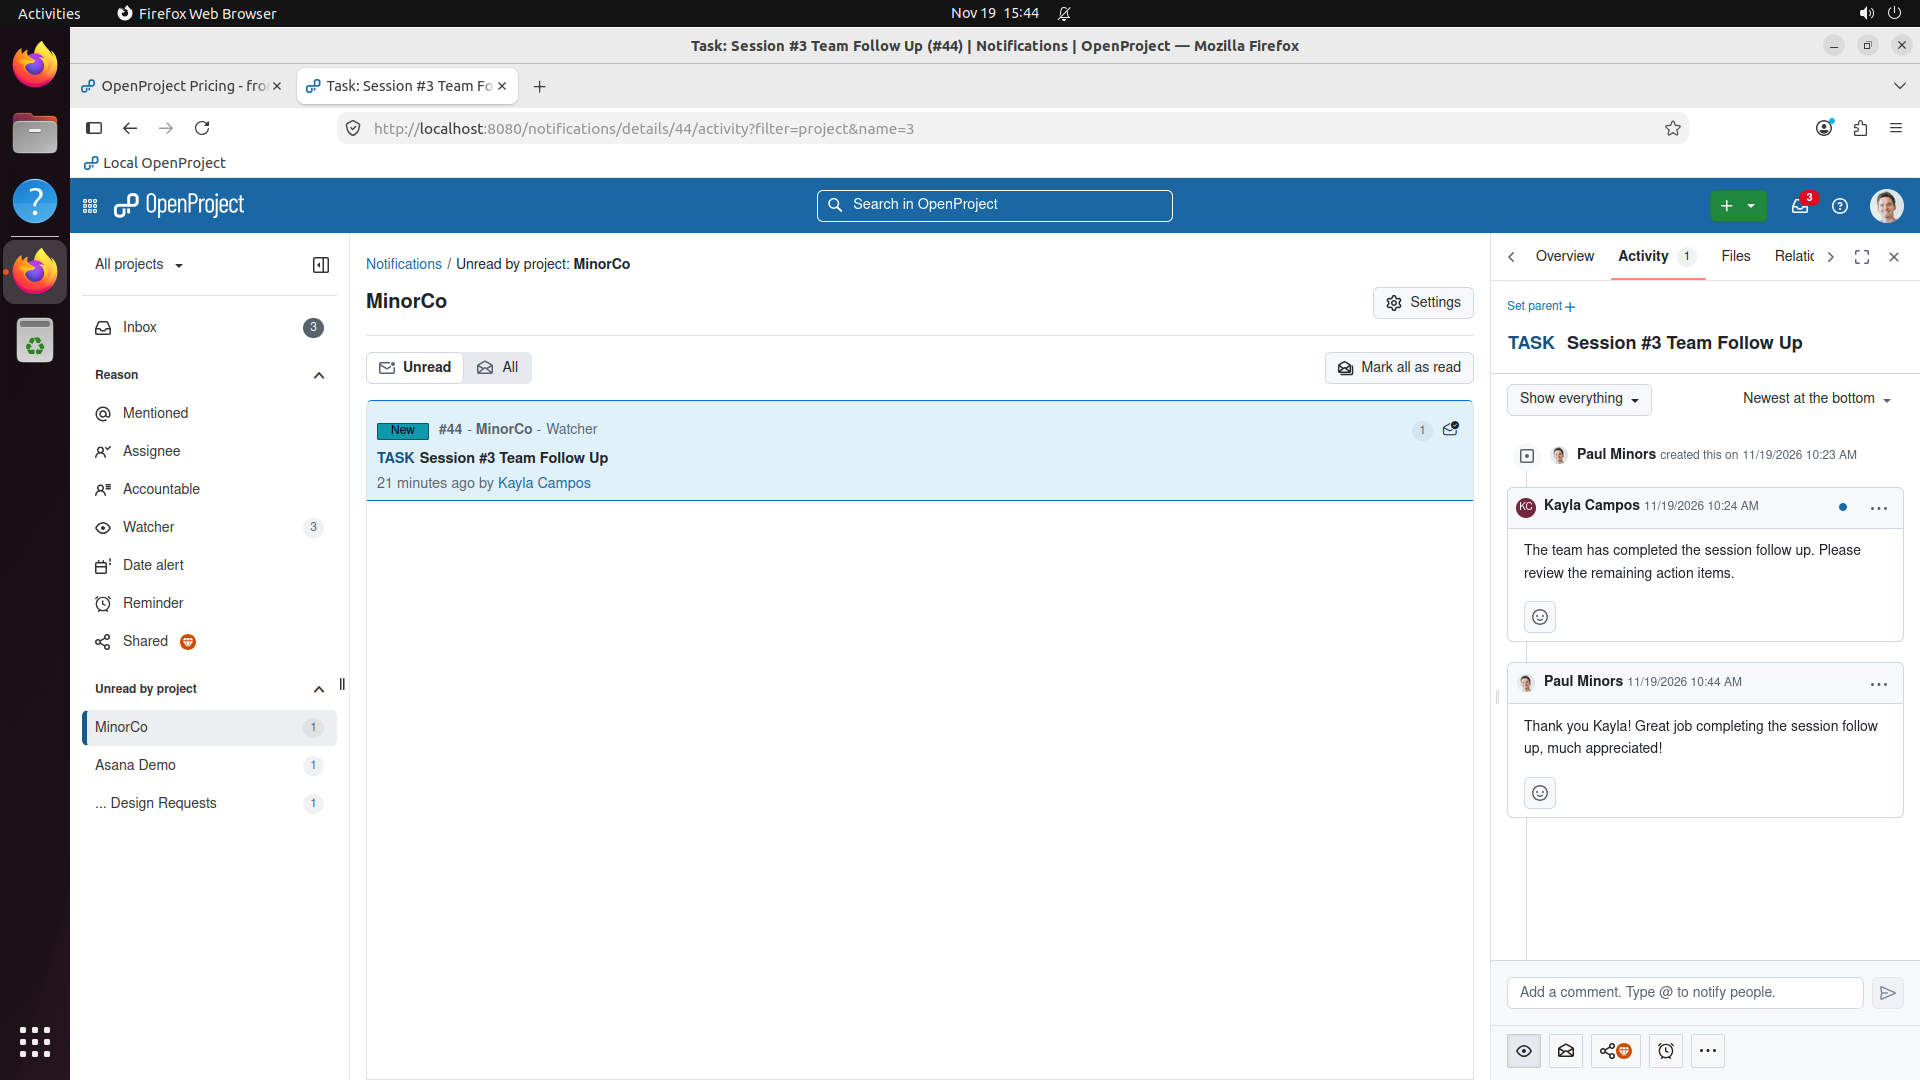 Activities
Firefox Web Browser
Nov 19 15:44
Task: Session #3 Team Follow Up (#44) | Notifications | OpenProject — Mozilla Firefox
OpenProject Pricing - fro
Task: Session #3 Team Fo
http://localhost:8080/notifications/details/44/activity?filter=project&name=3
Local OpenProject
OpenProject
Search in OpenProject
3
All projects
Inbox 3
Reason
Mentioned
Assignee
Accountable
Watcher 3
Date alert
Reminder
Shared
Unread by project
MinorCo 1
Asana Demo 1
... Design Requests 1
Notifications / Unread by project: MinorCo
MinorCo
Settings
Unread
All
Mark all as read
New #44 - MinorCo - Watcher 1
TASK Session #3 Team Follow Up
21 minutes ago by Kayla Campos
Overview
Activity 1
Files
Relatic
Set parent +
TASK Session #3 Team Follow Up
Show everything
Newest at the bottom
Paul Minors created this on 11/19/2026 10:23 AM
KC Kayla Campos 11/19/2026 10:24 AM
The team has completed the session follow up. Please
review the remaining action items.
Paul Minors 11/19/2026 10:44 AM
Thank you Kayla! Great job completing the session follow
up, much appreciated!
Add a comment. Type @ to notify people.